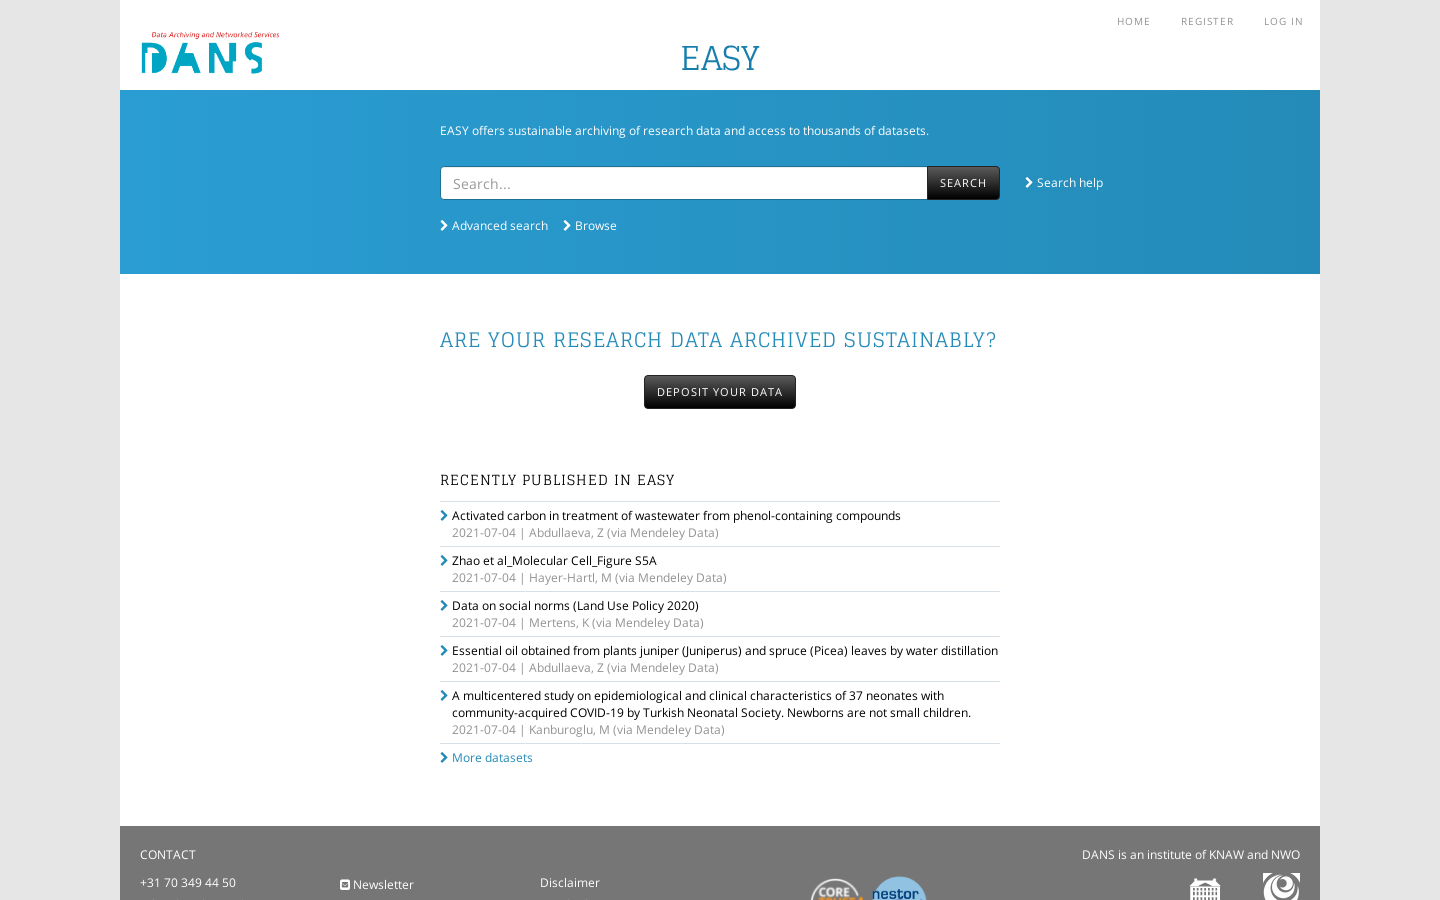 HOME REGISTER LOG IN
Data Archiving and Networked Services
DANS
EASY
EASY offers sustainable archiving of research data and access to thousands of datasets.
Search...
SEARCH
Search help
Advanced search
Browse
ARE YOUR RESEARCH DATA ARCHIVED SUSTAINABLY?
DEPOSIT YOUR DATA
RECENTLY PUBLISHED IN EASY
Activated carbon in treatment of wastewater from phenol-containing compounds
2021-07-04 | Abdullaeva, Z (via Mendeley Data)
Zhao et al_Molecular Cell_Figure S5A
2021-07-04 | Hayer-Hartl, M (via Mendeley Data)
Data on social norms (Land Use Policy 2020)
2021-07-04 | Mertens, K (via Mendeley Data)
Essential oil obtained from plants juniper (Juniperus) and spruce (Picea) leaves by water distillation
2021-07-04 | Abdullaeva, Z (via Mendeley Data)
A multicentered study on epidemiological and clinical characteristics of 37 neonates with
community-acquired COVID-19 by Turkish Neonatal Society. Newborns are not small children.
2021-07-04 | Kanburoglu, M (via Mendeley Data)
More datasets
CONTACT
DANS is an institute of KNAW and NWO
+31 70 349 44 50
Newsletter
Disclaimer
CORE
nestor